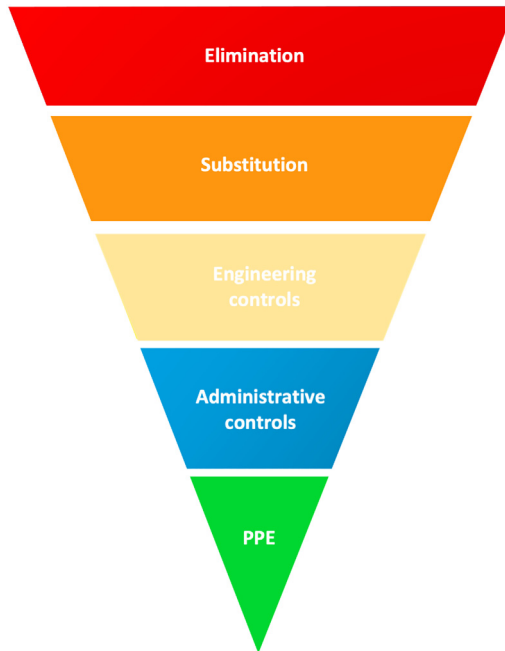 Elimination
Substitution
Engineering
controls
Administrative
controls
PPE